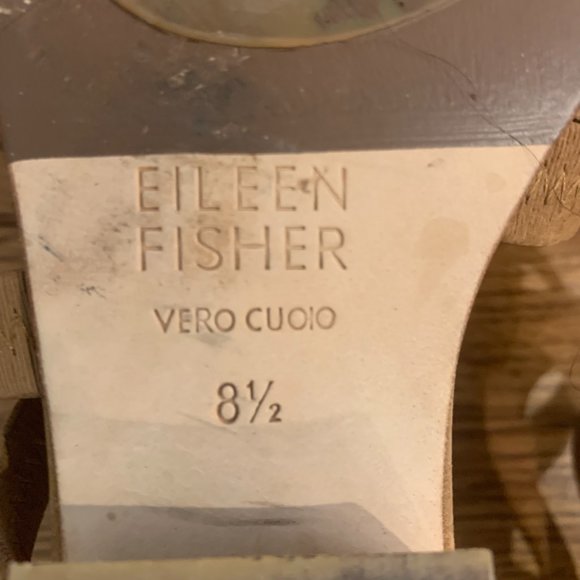 EILEEN
FISHER
VERO CUOIO
8½